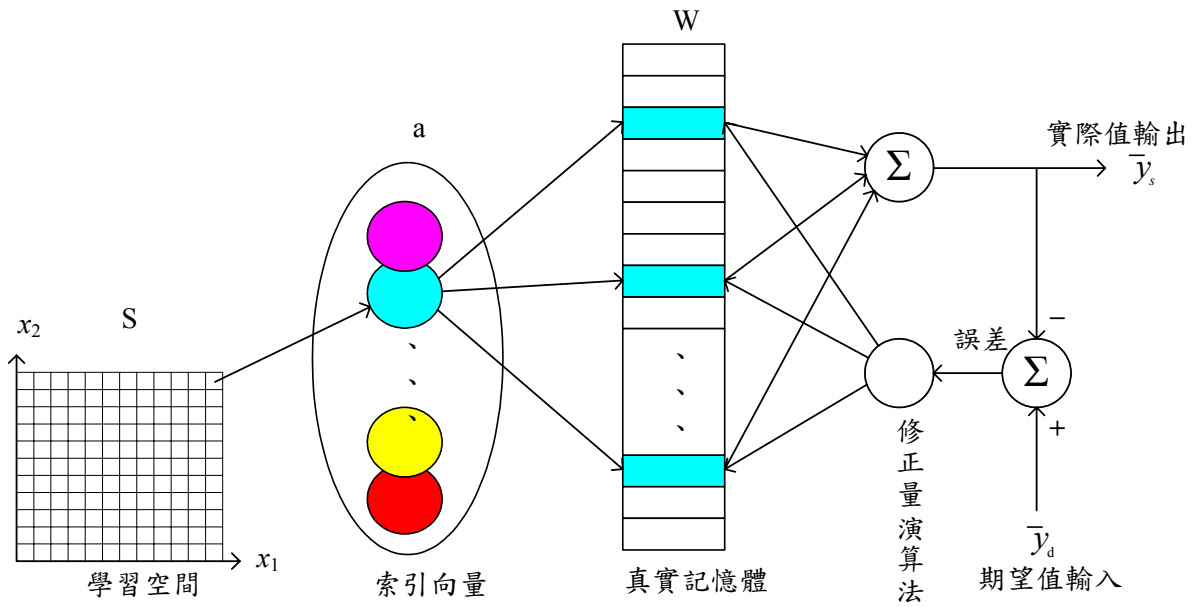 W
a
實際值輸出
Σ
y̅s
S
x2
−
誤差
Σ
+
、
、
、
、
、
、
x1
修正量演算法
y̅d
學習空間
索引向量
真實記憶體
期望值輸入